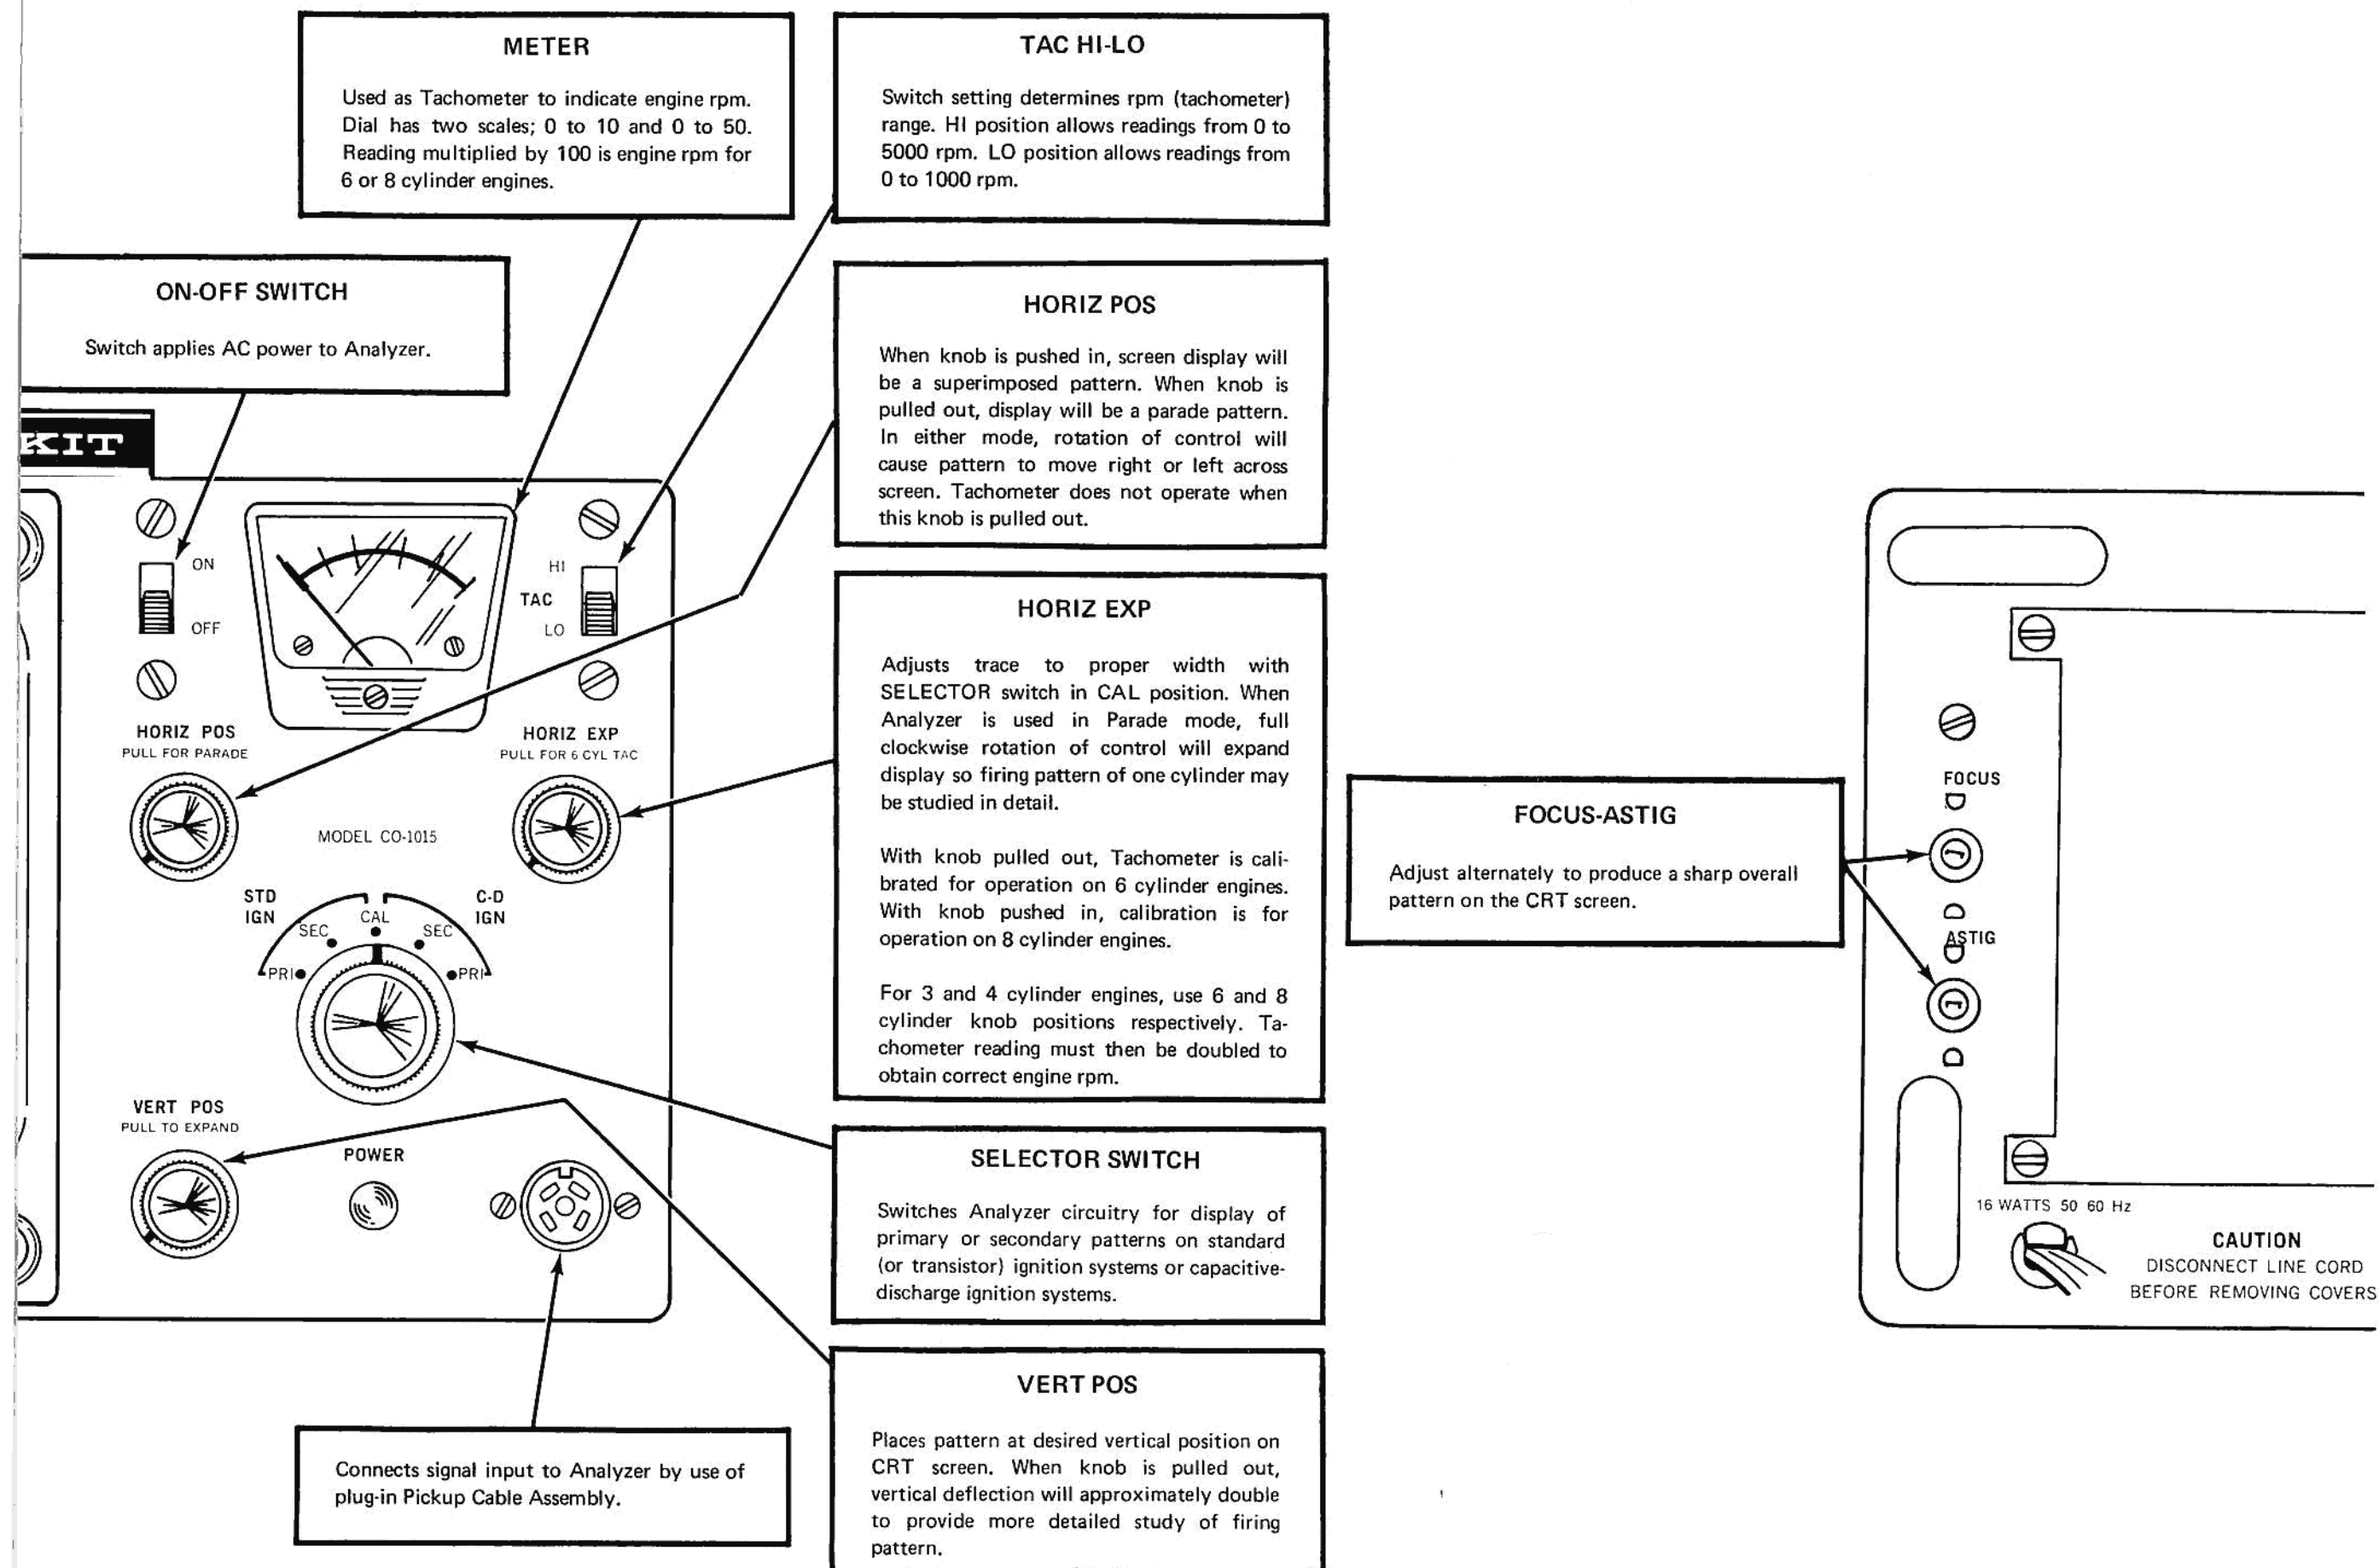 METER
Used as Tachometer to indicate engine rpm.
Dial has two scales; 0 to 10 and 0 to 50.
Reading multiplied by 100 is engine rpm for
6 or 8 cylinder engines.
TAC HI-LO
Switch setting determines rpm (tachometer)
range. HI position allows readings from 0 to
5000 rpm. LO position allows readings from
0 to 1000 rpm.
ON-OFF SWITCH
Switch applies AC power to Analyzer.
HORIZ POS
When knob is pushed in, screen display will
be a superimposed pattern. When knob is
pulled out, display will be a parade pattern.
In either mode, rotation of control will
cause pattern to move right or left across
screen. Tachometer does not operate when
this knob is pulled out.
KIT
ON
OFF
HI
TAC
LO
HORIZ POS
PULL FOR PARADE
HORIZ EXP
PULL FOR 6 CYL TAC
MODEL CO-1015
STD
IGN
C-D
IGN
CAL
SEC
SEC
PRI
PRI
VERT POS
PULL TO EXPAND
POWER
HORIZ EXP
Adjusts trace to proper width with
SELECTOR switch in CAL position. When
Analyzer is used in Parade mode, full
clockwise rotation of control will expand
display so firing pattern of one cylinder may
be studied in detail.
With knob pulled out, Tachometer is cali-
brated for operation on 6 cylinder engines.
With knob pushed in, calibration is for
operation on 8 cylinder engines.
For 3 and 4 cylinder engines, use 6 and 8
cylinder knob positions respectively. Ta-
chometer reading must then be doubled to
obtain correct engine rpm.
SELECTOR SWITCH
Switches Analyzer circuitry for display of
primary or secondary patterns on standard
(or transistor) ignition systems or capacitive-
discharge ignition systems.
VERT POS
Places pattern at desired vertical position on
CRT screen. When knob is pulled out,
vertical deflection will approximately double
to provide more detailed study of firing
pattern.
Connects signal input to Analyzer by use of
plug-in Pickup Cable Assembly.
FOCUS-ASTIG
Adjust alternately to produce a sharp overall
pattern on the CRT screen.
FOCUS
ASTIG
16 WATTS 50 60 Hz
CAUTION
DISCONNECT LINE CORD
BEFORE REMOVING COVERS